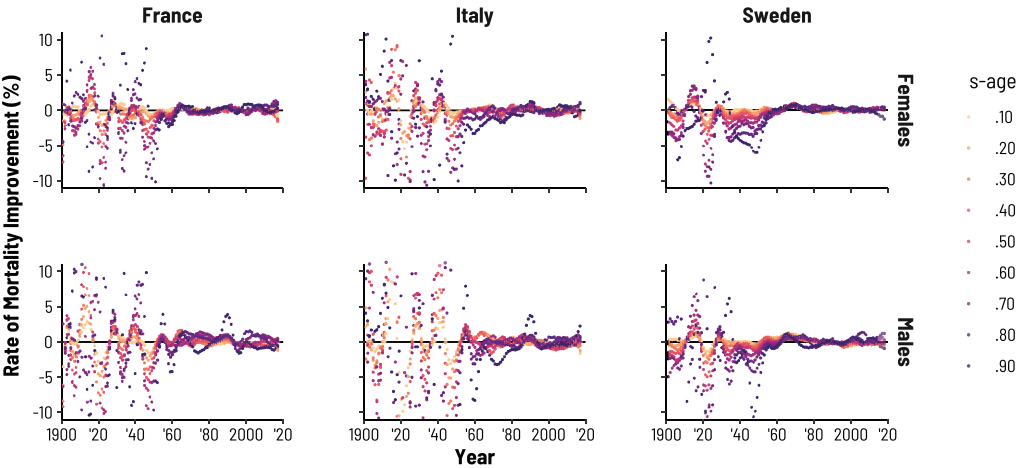 France Italy Sweden
Rate of Mortality Improvement (%)
10
5
0
-5
-10
Females
10
5
0
-5
-10
Males
1900 '20 '40 '60 '80 2000 '20
1900 '20 '40 '60 '80 2000 '20
1900 '20 '40 '60 '80 2000 '20
Year
s-age
.10
.20
.30
.40
.50
.60
.70
.80
.90